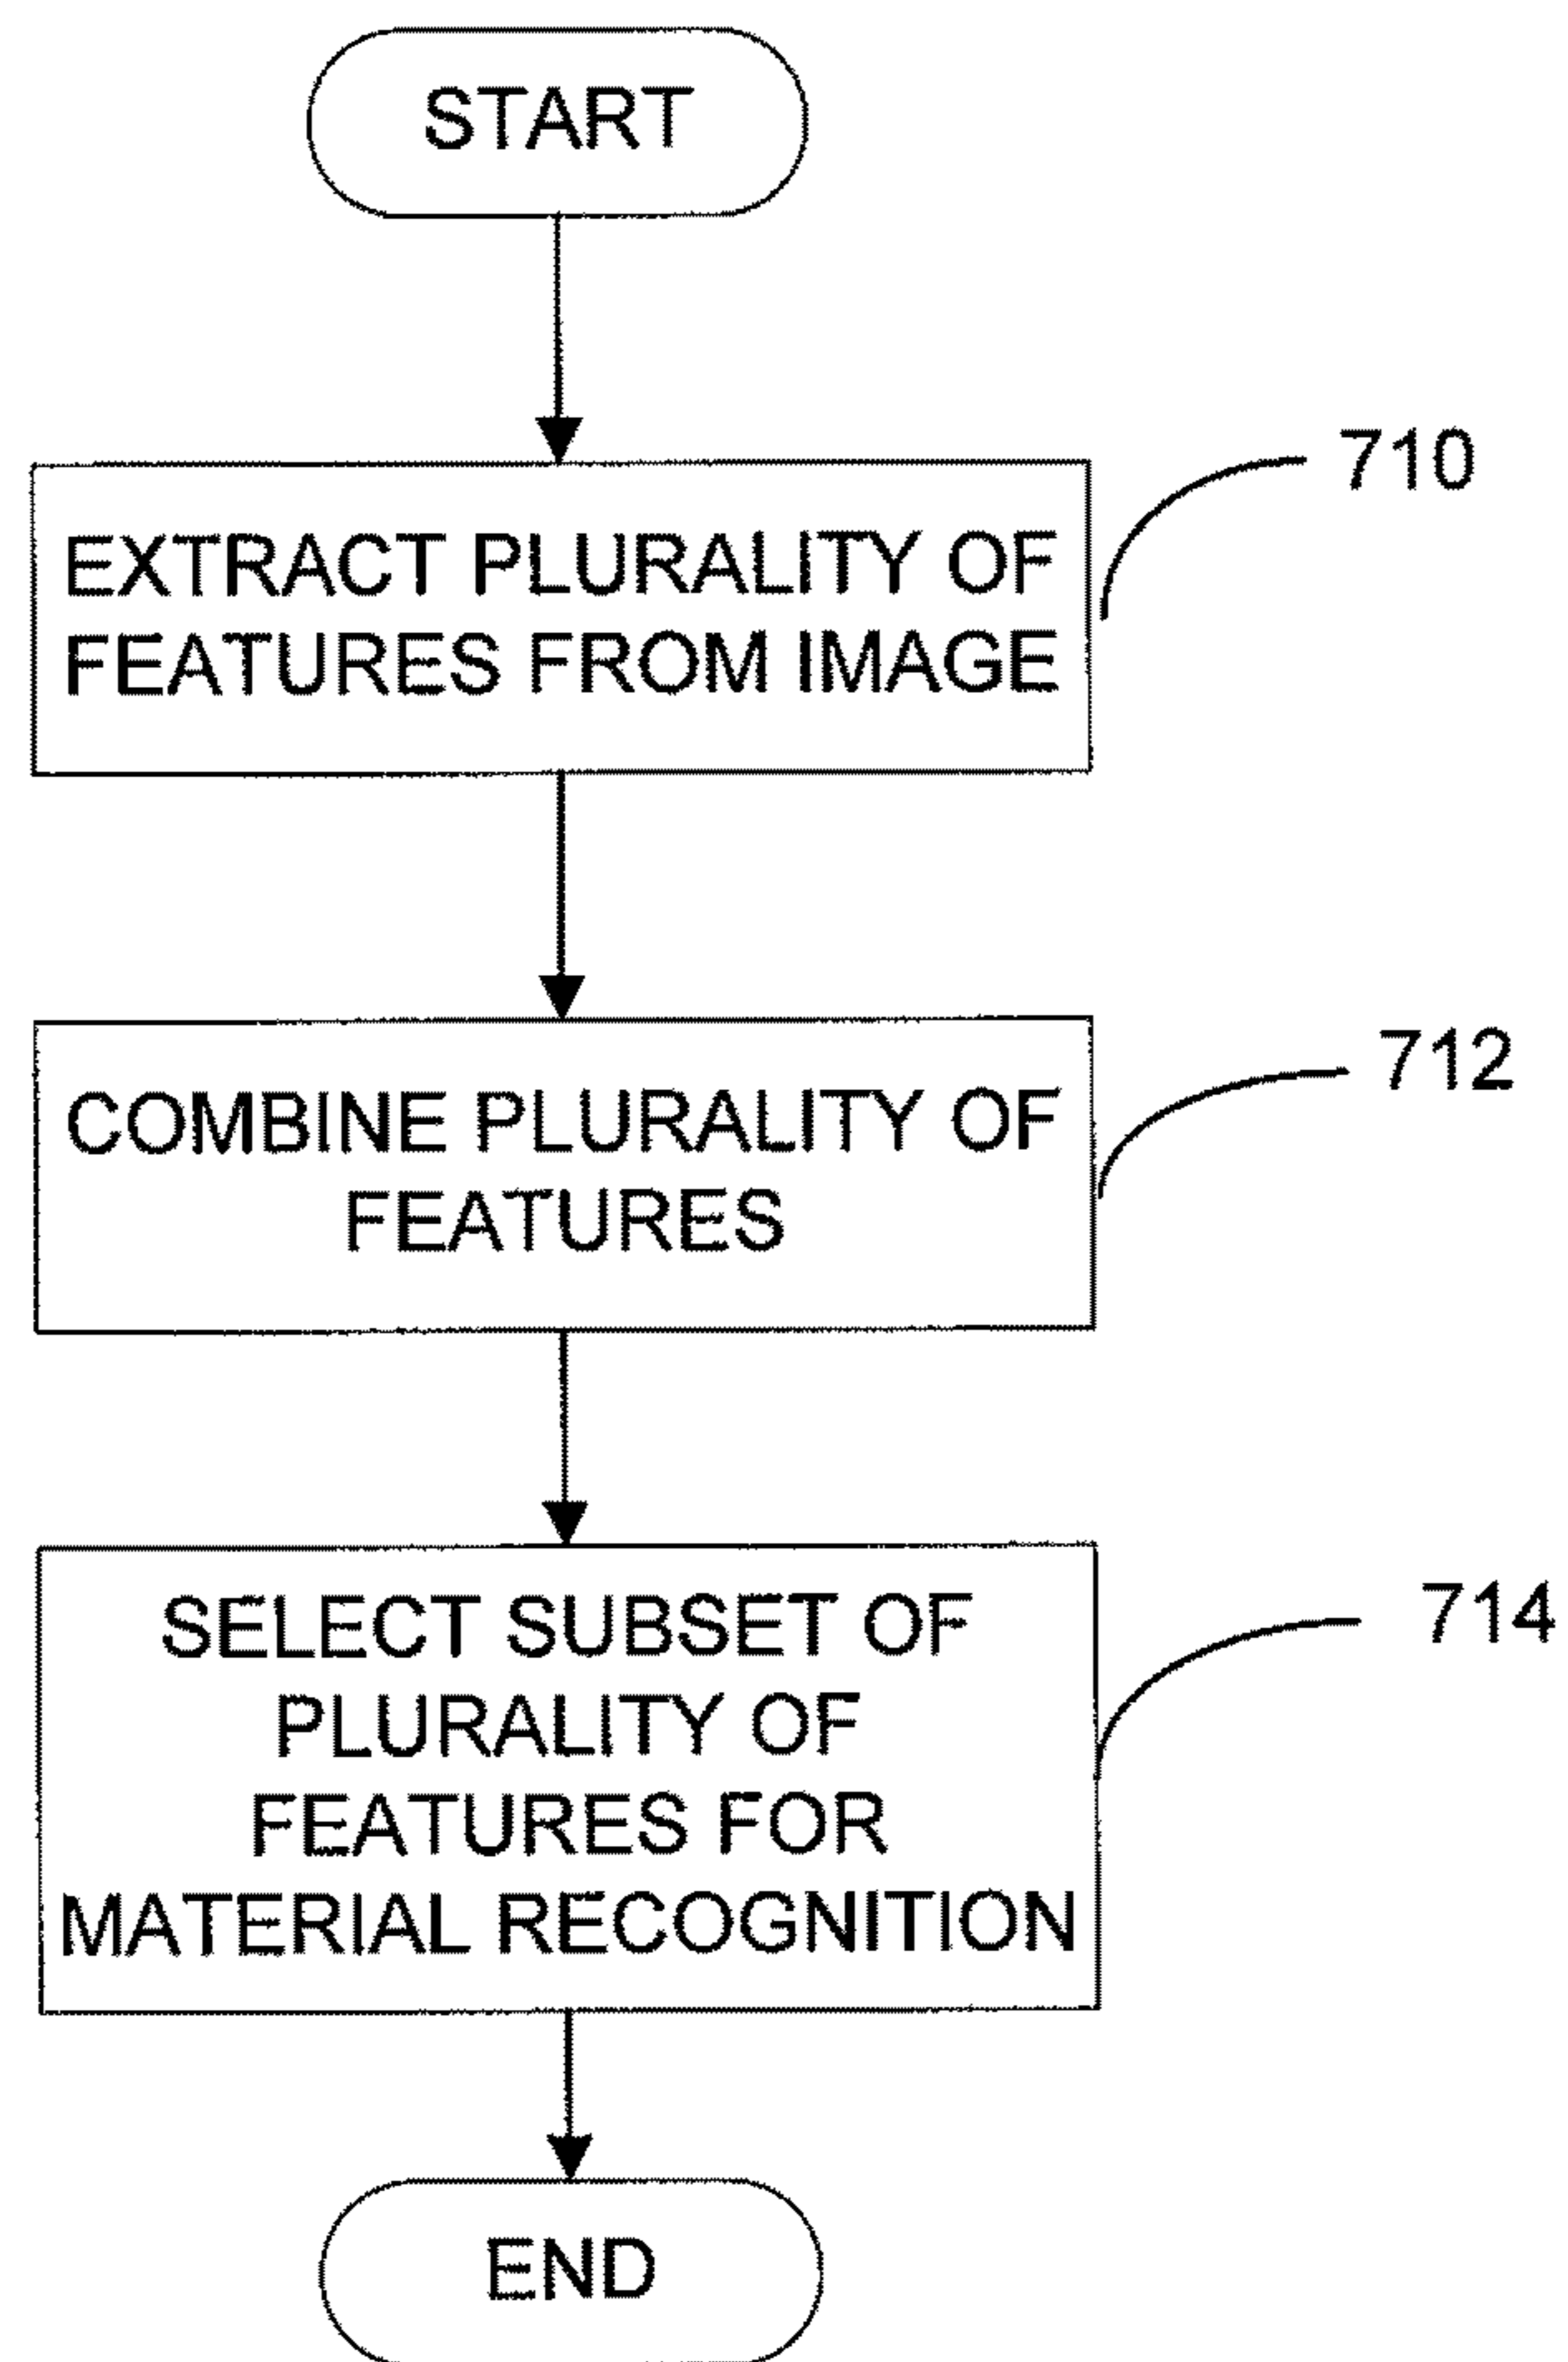 START
EXTRACT PLURALITY OF
FEATURES FROM IMAGE
710
COMBINE PLURALITY OF
FEATURES
712
SELECT SUBSET OF
PLURALITY OF
FEATURES FOR
MATERIAL RECOGNITION
714
END